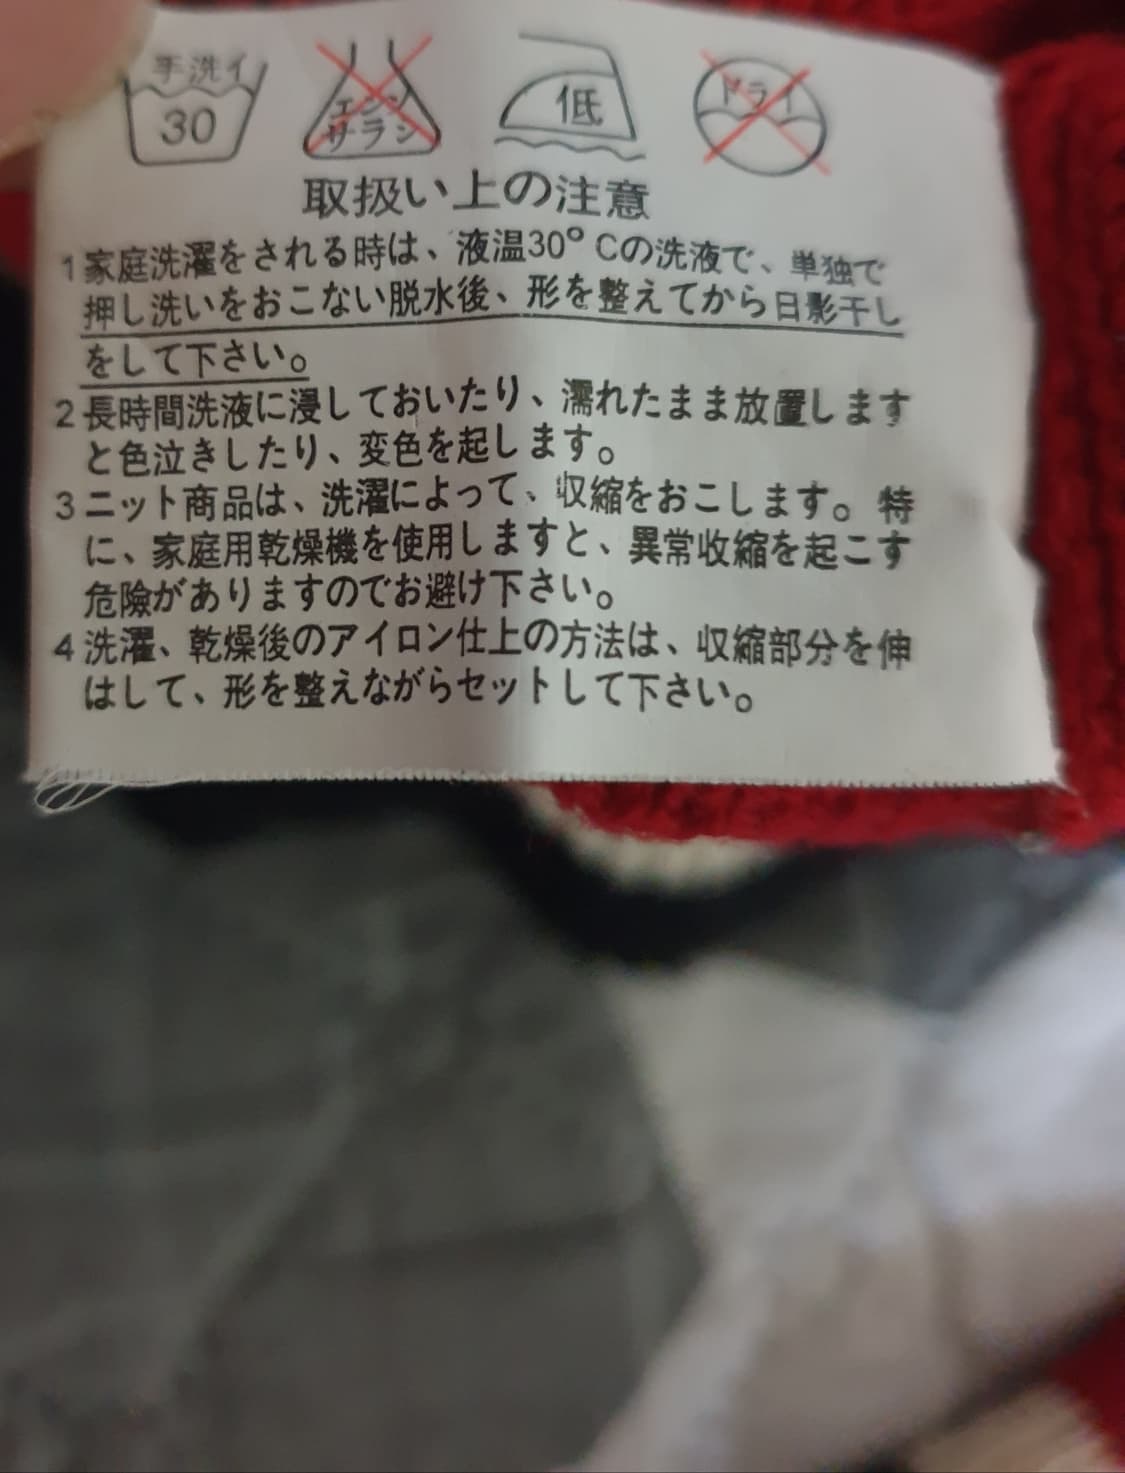 手洗イ
30
エンソ
サラシ
低
ドライ
取扱い上の注意
1 家庭洗濯をされる時は、液温30°Cの洗液で、単独で
押し洗いをおこない脱水後、形を整えてから日影干し
をして下さい。
2 長時間洗液に浸しておいたり、濡れたまま放置します
と色泣きしたり、変色を起します。
3 ニット商品は、洗濯によって、収縮をおこします。特
に、家庭用乾燥機を使用しますと、異常収縮を起こす
危険がありますのでお避け下さい。
4 洗濯、乾燥後のアイロン仕上の方法は、収縮部分を伸
はして、形を整えながらセットして下さい。